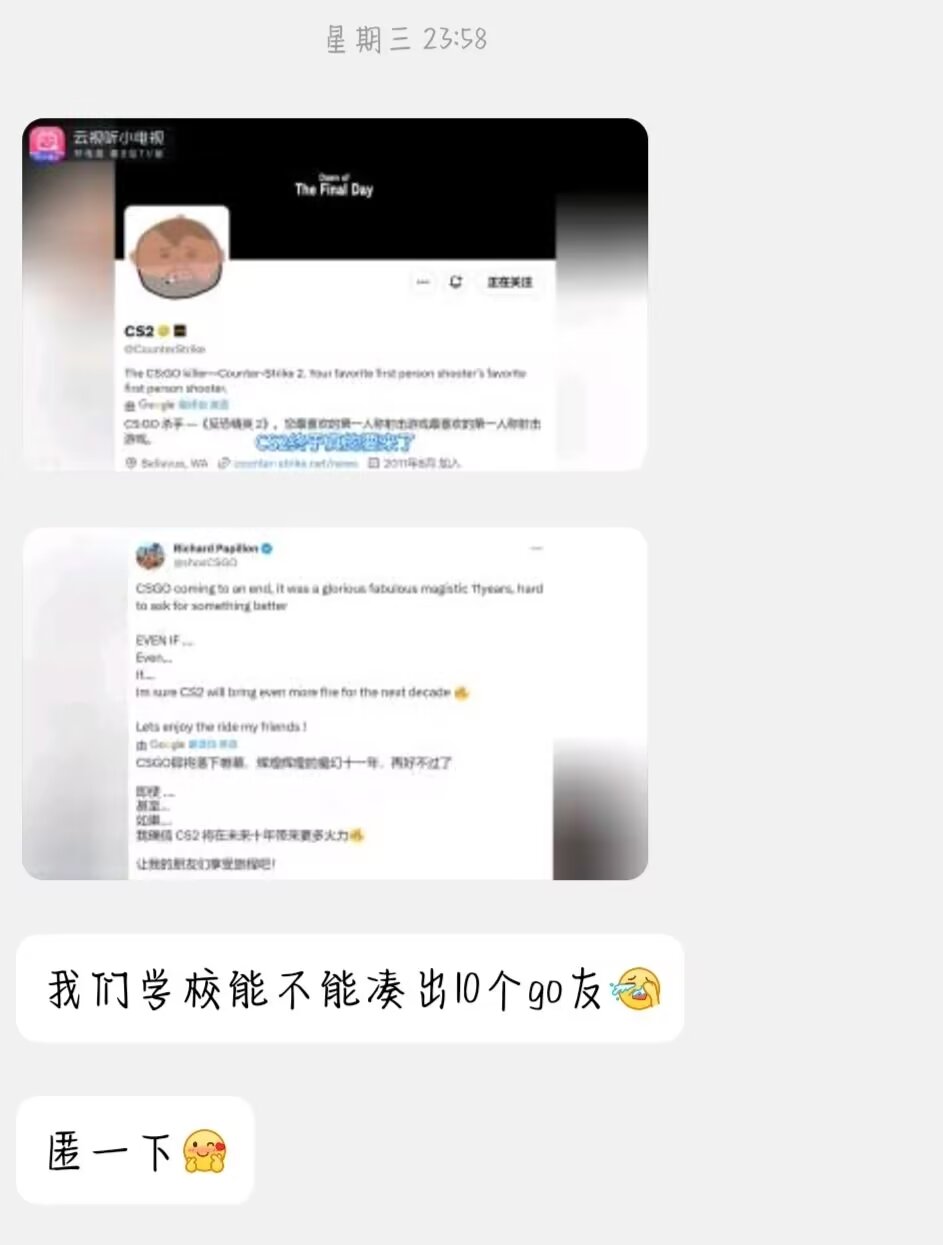 星期三 23:58
云视听小电视
Dawn of
The Final Day
正在关注
CS2
@CounterStrike
The CS:GO killer—Counter-Strike 2. Your favorite first person shooter's favorite
first person shooter.
由 Google 翻译自 英语
CS:GO 杀手 —《反恐精英 2》，您最喜欢的第一人称射击游戏最喜欢的第一人称射击
游戏。
CS2终于真的要来了
Bellevue, WA counter-strike.net/news 2011年8月 加入
Richard Papillon
@shoxCSGO
CSGO coming to an end, it was a glorious fabulous magistic 11years, hard
to ask for something better
EVEN IF ...
Even...
If...
Im sure CS2 will bring even more fire for the next decade
Lets enjoy the ride my friends !
由 Google 翻译自 英语
CSGO即将落下帷幕，辉煌辉煌的魔幻十一年，再好不过了
即使 ...
甚至...
如果...
我确信 CS2 将在未来十年带来更多火力
让我的朋友们享受旅程吧！
我们学校能不能凑出10个go友😭
匿一下🥰